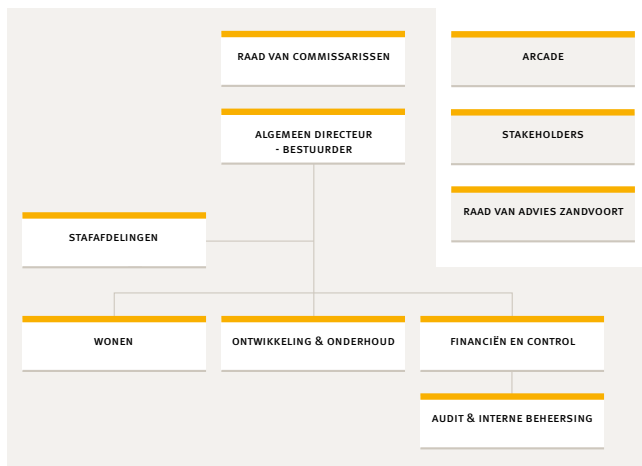 RAAD VAN COMMISSARISSEN
ARCADE
ALGEMEEN DIRECTEUR
- BESTUURDER
STAKEHOLDERS
RAAD VAN ADVIES ZANDVOORT
STAFAFDELINGEN
WONEN
ONTWIKKELING & ONDERHOUD
FINANCIËN EN CONTROL
AUDIT & INTERNE BEHEERSING